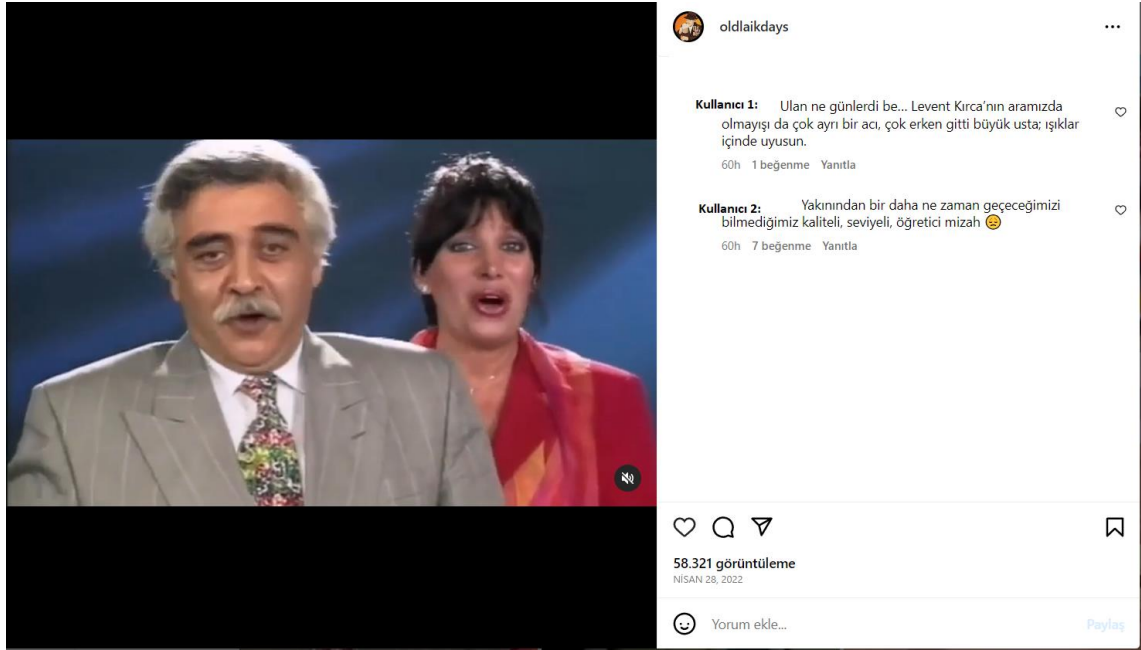 oldlaikdays
Kullanıcı 1: Ulan ne günlerdi be... Levent Kırca'nın aramızda
olmayışı da çok ayrı bir acı, çok erken gitti büyük usta; ışıklar
içinde uyusun.
60h 1 beğenme Yanıtla
Kullanıcı 2: Yakınından bir daha ne zaman geçeceğimizi
bilmediğimiz kaliteli, seviyeli, öğretici mizah 😞
60h 7 beğenme Yanıtla
58.321 görüntüleme
NİSAN 28, 2022
Yorum ekle...
Paylaş